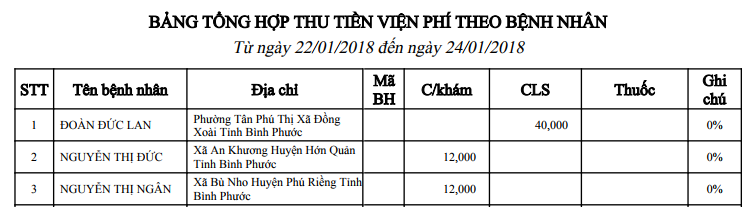 BẢNG TỔNG HỢP THU TIỀN VIỆN PHÍ THEO BỆNH NHÂN
Từ ngày 22/01/2018 đến ngày 24/01/2018
STT Tên bệnh nhân Địa chỉ Mã BH C/khám CLS Thuốc Ghi chú
1 ĐOÀN ĐỨC LAN Phường Tân Phú Thị Xã Đồng 40,000 0%
Xoài Tỉnh Bình Phước
2 NGUYỄN THỊ ĐỨC Xã An Khương Huyện Hớn Quản 12,000 0%
Tỉnh Bình Phước
3 NGUYỄN THỊ NGÂN Xã Bù Nho Huyện Phú Riềng Tỉnh 12,000 0%
Bình Phước